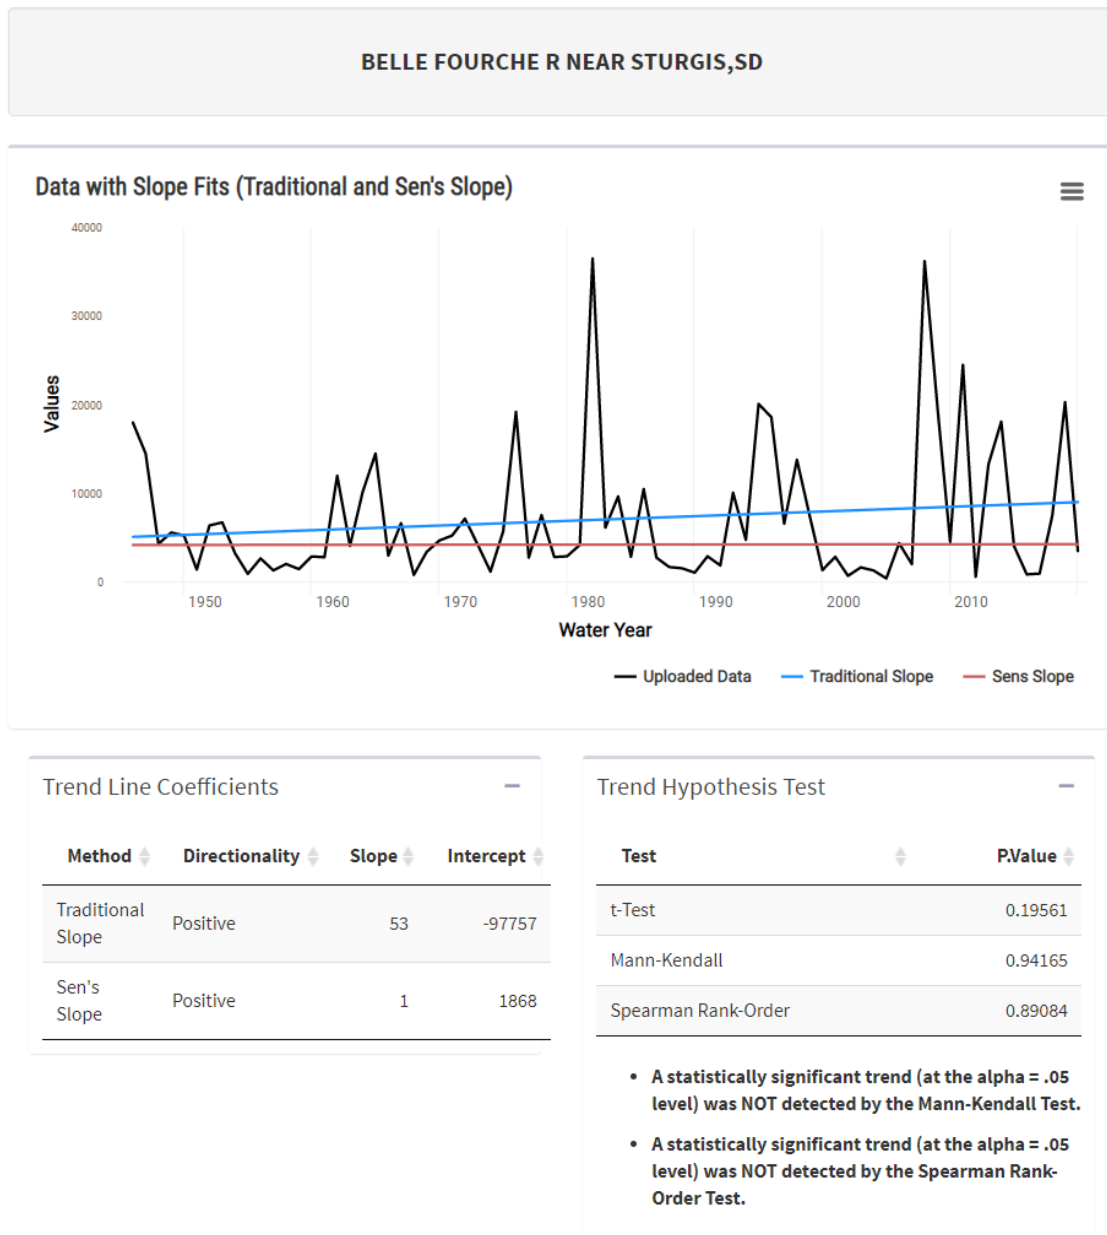 BELLE FOURCHE R NEAR STURGIS,SD
Data with Slope Fits (Traditional and Sen's Slope)
40000
30000
20000
10000
0
Values
1950 1960 1970 1980 1990 2000 2010
Water Year
Uploaded Data Traditional Slope Sens Slope
Trend Line Coefficients
Method Directionality Slope Intercept
Traditional
Slope Positive 53 -97757
Sen's
Slope Positive 1 1868
Trend Hypothesis Test
Test P.Value
t-Test 0.19561
Mann-Kendall 0.94165
Spearman Rank-Order 0.89084
• A statistically significant trend (at the alpha = .05
level) was NOT detected by the Mann-Kendall Test.
• A statistically significant trend (at the alpha = .05
level) was NOT detected by the Spearman Rank-
Order Test.